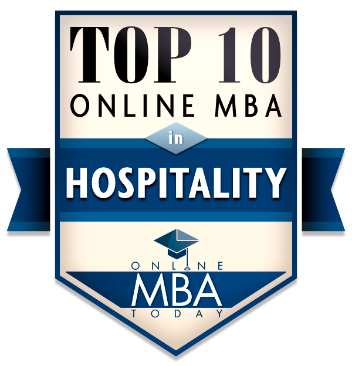 TOP 10
ONLINE MBA
in
HOSPITALITY
ONLINE
MBA
TODAY